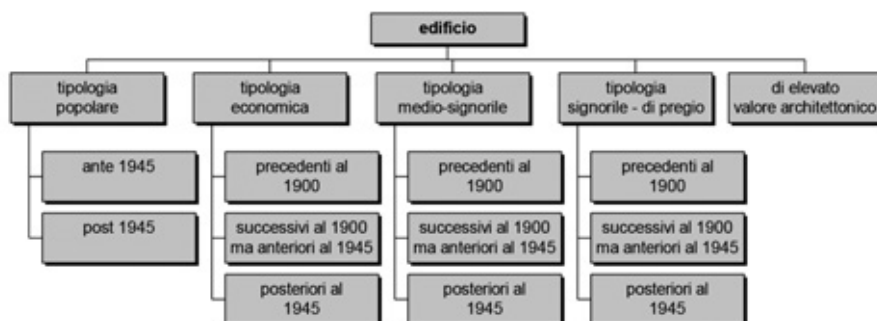 edificio
tipologia
popolare
tipologia
economica
tipologia
medio-signorile
tipologia
signorile - di pregio
di elevato
valore architettonico
ante 1945
post 1945
precedenti al
1900
successivi al 1900
ma anteriori al 1945
posteriori al
1945
precedenti al
1900
successivi al 1900
ma anteriori al 1945
posteriori al
1945
precedenti al
1900
successivi al 1900
ma anteriori al 1945
posteriori al
1945